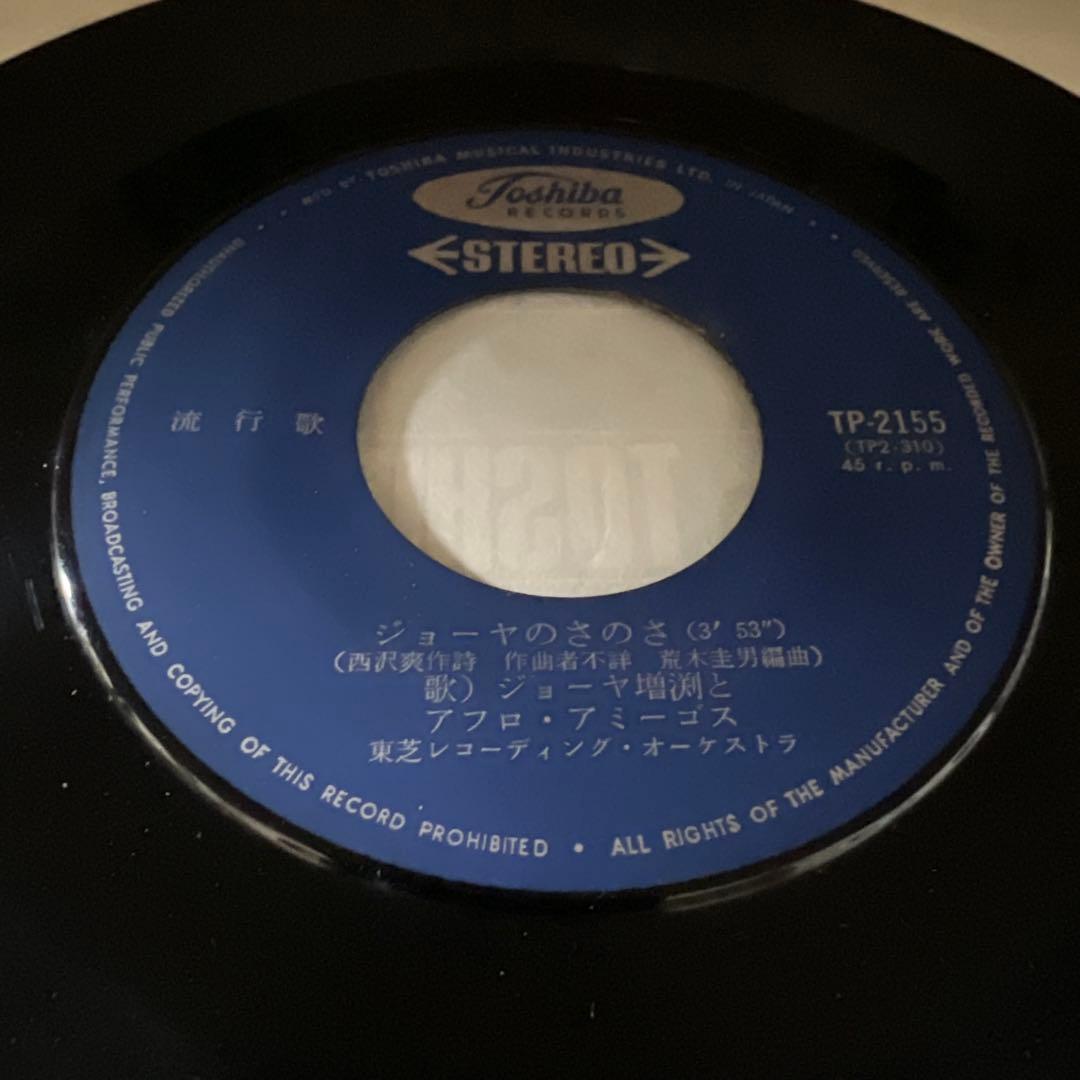 MFD BY TOSHIBA MUSICAL INDUSTRIES LTD. IN JAPAN
Toshiba
RECORDS
STEREO
流行歌
TP-2155
(TP2-310)
45 r.p.m.
ジョーヤのさのさ (3′ 53″)
(西沢爽作詩 作曲者不詳 荒木圭男編曲)
歌) ジョーヤ増渕と
アフロ・アミーゴス
東芝レコーディング・オーケストラ
UNAUTHORIZED PUBLIC PERFORMANCE, BROADCASTING AND COPYING OF THIS RECORD PROHIBITED • ALL RIGHTS OF THE MANUFACTURER AND OF THE OWNER OF THE RECORDED WORK ARE RESERVED